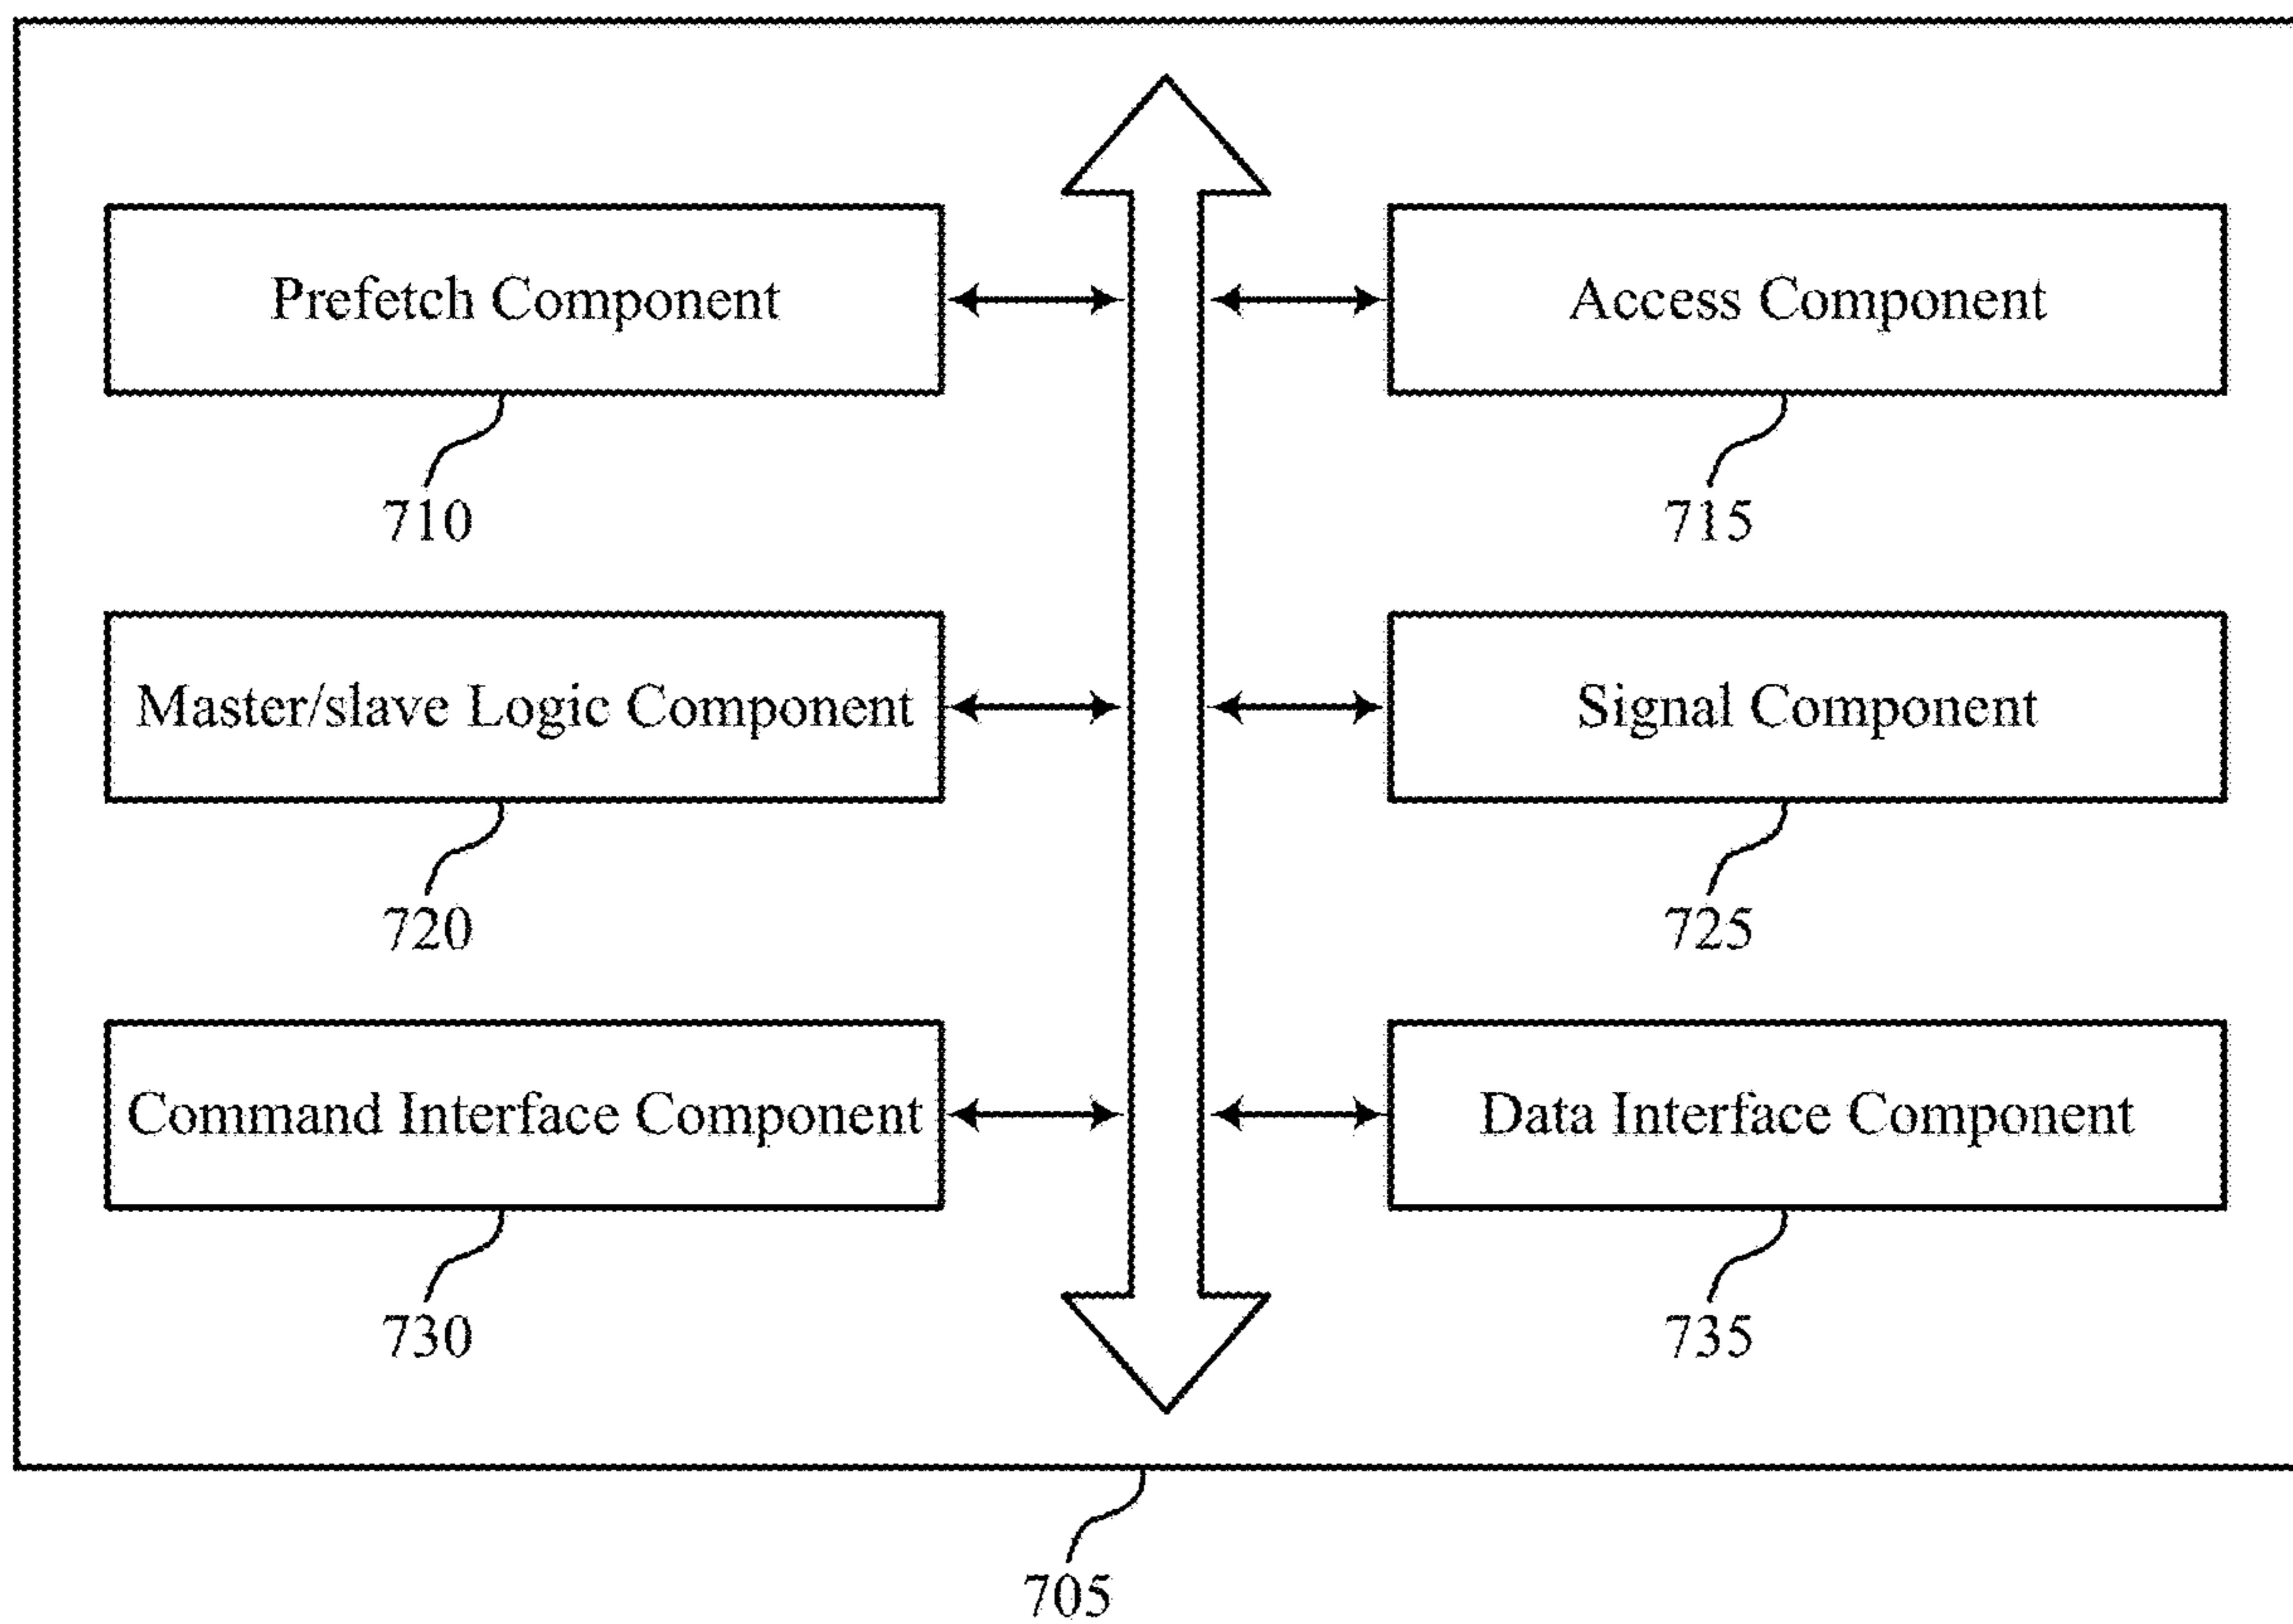 Prefetch Component
Access Component
710
715
Master/slave Logic Component
Signal Component
720
725
Command Interface Component
Data Interface Component
730
735
705